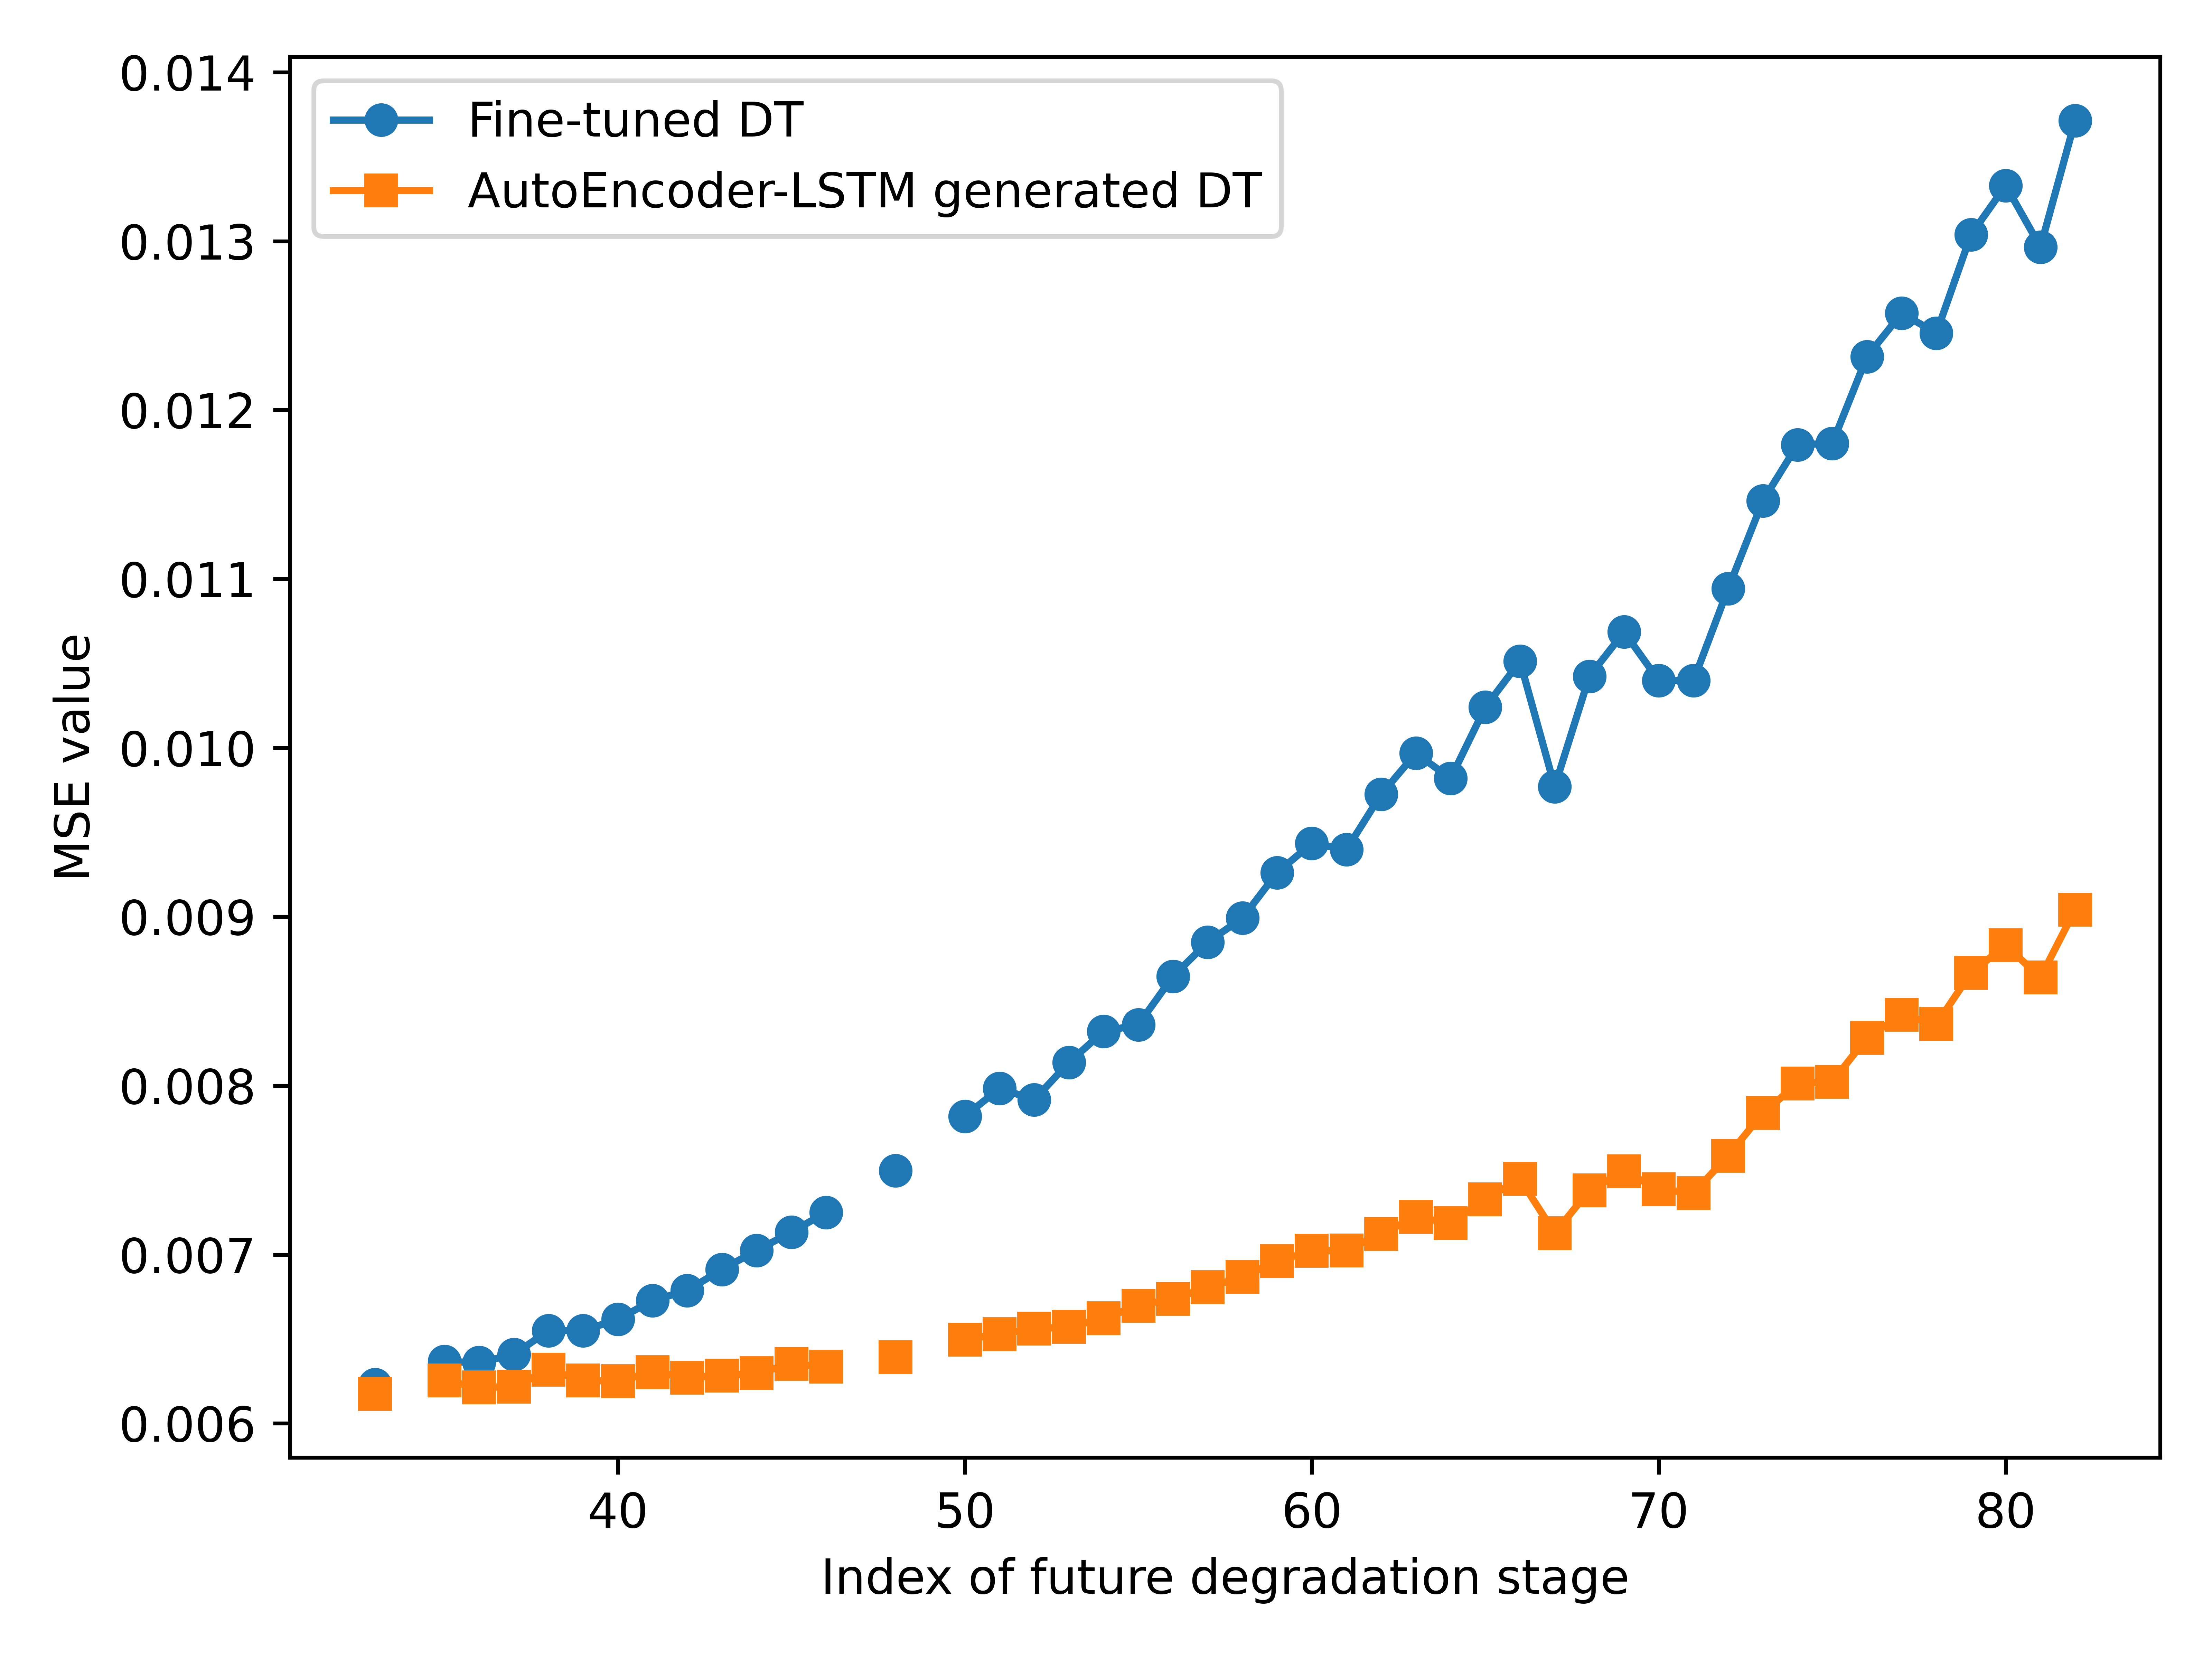 Fine-tuned DT
AutoEncoder-LSTM generated DT
0.014
0.013
0.012
0.011
0.010
0.009
0.008
0.007
0.006
MSE value
40 50 60 70 80
Index of future degradation stage